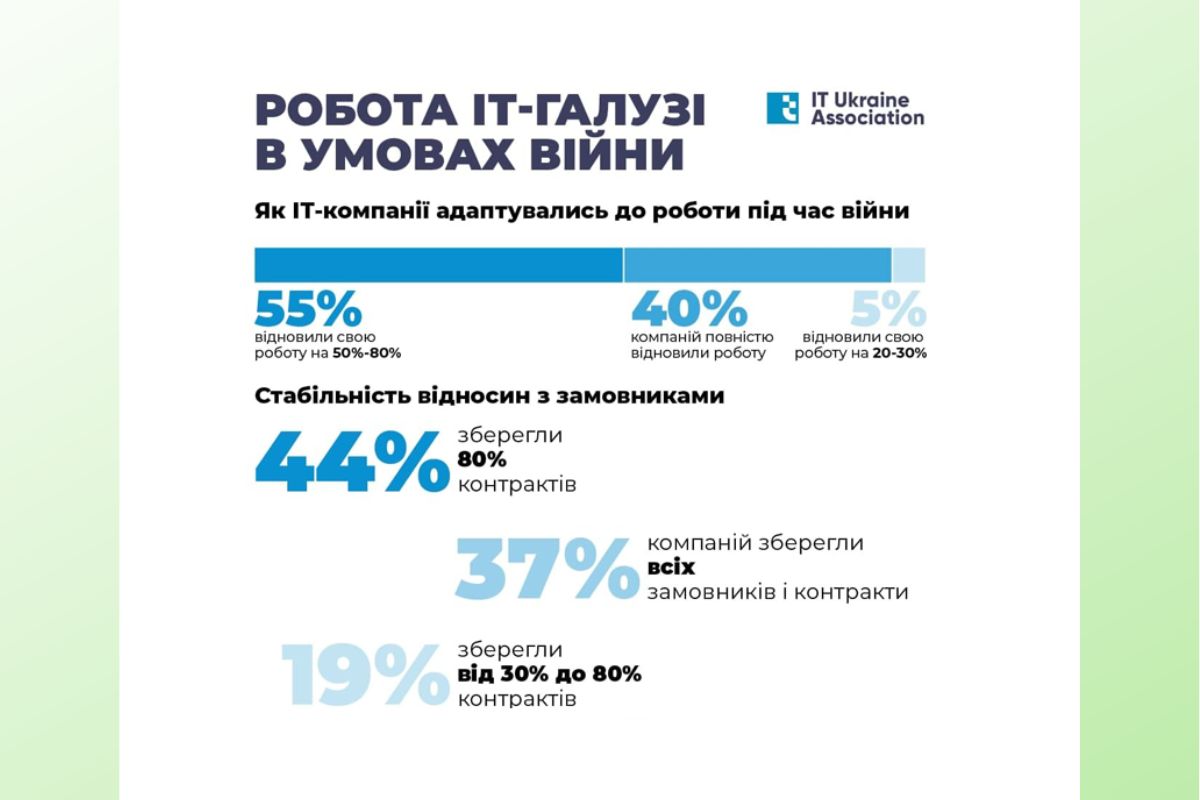 РОБОТА ІТ-ГАЛУЗІ
В УМОВАХ ВІЙНИ
IT Ukraine
Association
Як ІТ-компанії адаптувались до роботи під час війни
55%
відновили свою
роботу на 50%-80%
40%
компаній повністю
відновили роботу
5%
відновили свою
роботу на 20-30%
Стабільність відносин з замовниками
44%
зберегли
80%
контрактів
37%
компаній зберегли
всіх
замовників і контракти
19%
зберегли
від 30% до 80%
контрактів